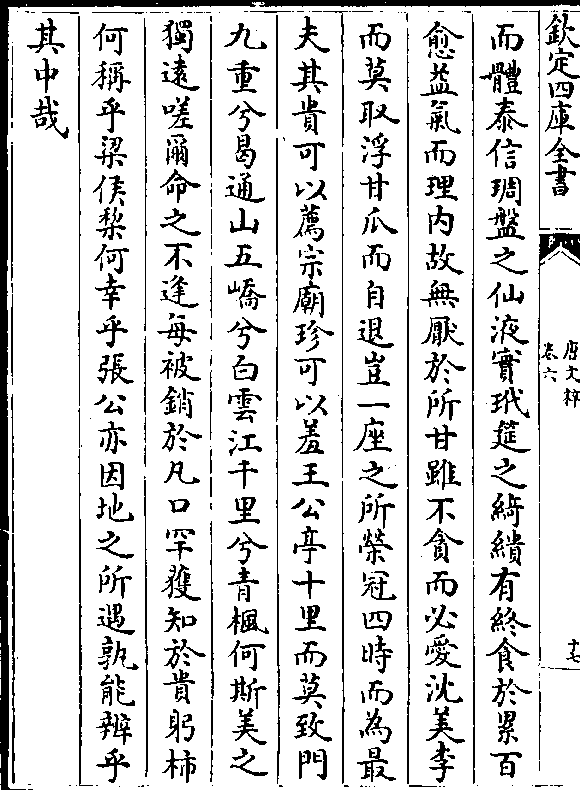 欽定四庫全書
唐文粹
卷六
十七
而體泰信琱盤之仙液實玳筵之綺繢有終食於累百
愈益氣而理內故無厭於所甘雖不貪而必愛沈美李
而莫取浮甘瓜而自退豈一座之所榮冠四時而為最
夫其貴可以薦宗廟珍可以羞王公亭十里而莫致門
九重兮曷通山五嶠兮白雲江千里兮青楓何斯美之
獨遠嗟爾命之不逢每被銷於凡口罕獲知於貴躬柿
何稱乎梁侯梨何幸乎張公亦因地之所遇孰能辨乎
其中哉